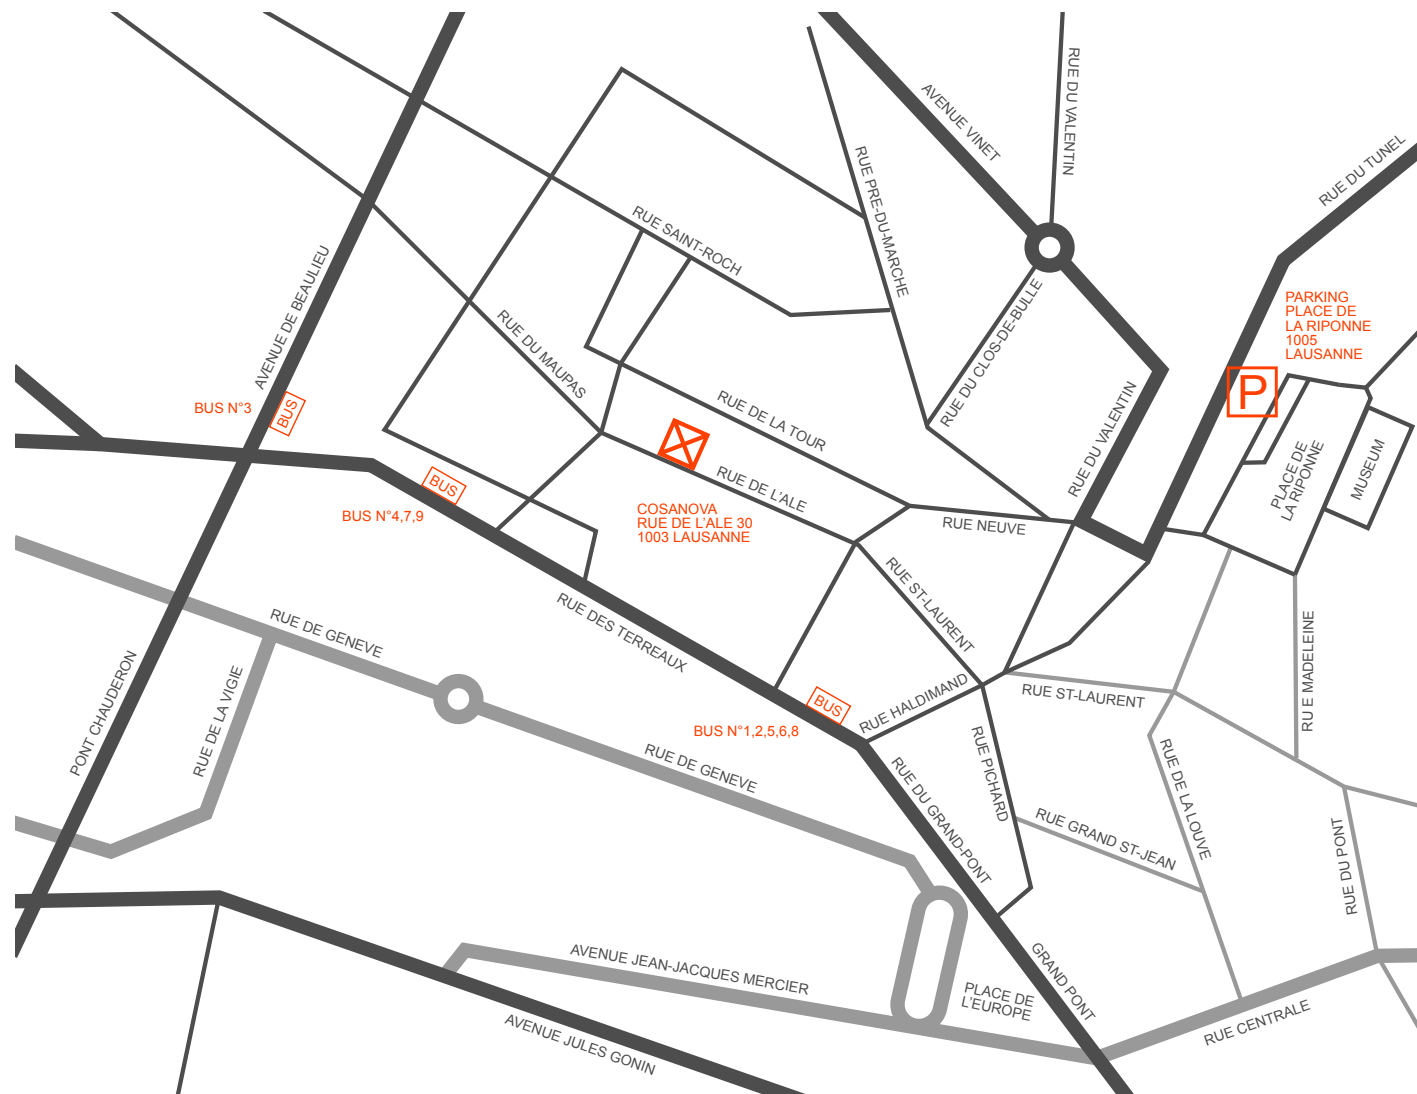 AVENUE VINET
RUE DU VALENTIN
RUE DU TUNEL
RUE PRE-DU-MARCHE
RUE SAINT-ROCH
AVENUE DE BEAULIEU
RUE DU CLOS-DE-BULLE
PARKING
PLACE DE
LA RIPONNE
1005
LAUSANNE
P
RUE DU MAUPAS
BUS N°3
BUS
RUE DE LA TOUR
RUE DU VALENTIN
PLACE DE
LA RIPONNE
MUSEUM
BUS
RUE DE L'ALE
BUS N°4,7,9
COSANOVA
RUE DE L'ALE 30
1003 LAUSANNE
RUE NEUVE
RUE ST-LAURENT
RUE DES TERREAUX
RUE DE GENEVE
RU E MADELEINE
PONT CHAUDERON
RUE DE LA VIGIE
RUE HALDIMAND
RUE ST-LAURENT
BUS
BUS N°1,2,5,6,8
RUE DE GENEVE
RUE PICHARD
RUE DU GRAND-PONT
RUE DE LA LOUVE
RUE GRAND ST-JEAN
RUE DU PONT
AVENUE JEAN-JACQUES MERCIER
GRAND PONT
PLACE DE
L'EUROPE
RUE CENTRALE
AVENUE JULES GONIN